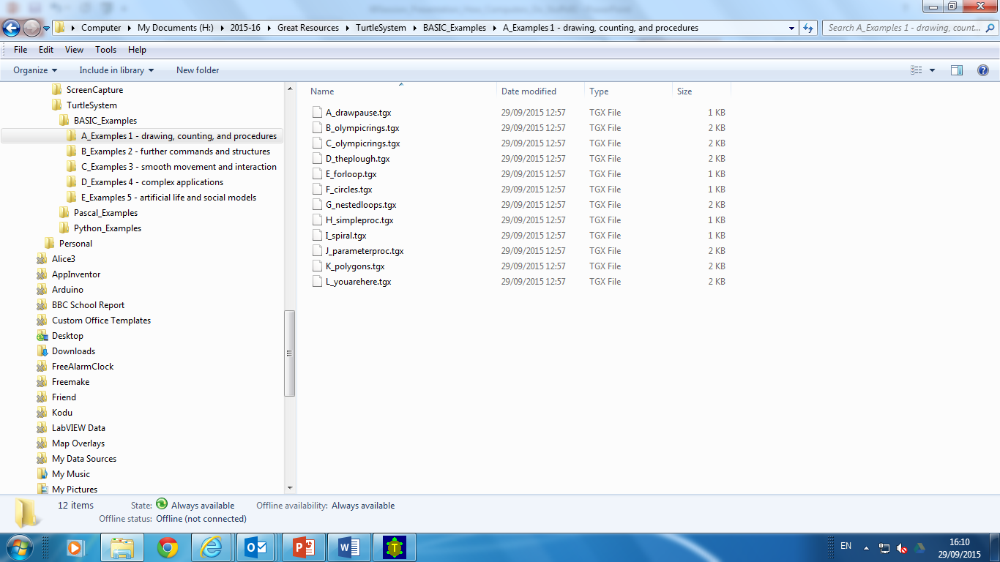 Computer My Documents (H:) 2015-16 Great Resources TurtleSystem BASIC_Examples A_Examples 1 - drawing, counting, and procedures Search A_Examples 1 - drawing, count...
File Edit View Tools Help
Organize Include in library New folder
ScreenCapture
TurtleSystem
BASIC_Examples
A_Examples 1 - drawing, counting, and procedures
B_Examples 2 - further commands and structures
C_Examples 3 - smooth movement and interaction
D_Examples 4 - complex applications
E_Examples 5 - artificial life and social models
Pascal_Examples
Python_Examples
Personal
Alice3
AppInventor
Arduino
BBC School Report
Custom Office Templates
Desktop
Downloads
FreeAlarmClock
Freemake
Friend
Kodu
LabVIEW Data
Map Overlays
My Data Sources
My Music
My Pictures
Name Date modified Type Size
A_drawpause.tgx 29/09/2015 12:57 TGX File 1 KB
B_olympicrings.tgx 29/09/2015 12:57 TGX File 2 KB
C_olympicrings.tgx 29/09/2015 12:57 TGX File 2 KB
D_theplough.tgx 29/09/2015 12:57 TGX File 2 KB
E_forloop.tgx 29/09/2015 12:57 TGX File 1 KB
F_circles.tgx 29/09/2015 12:57 TGX File 1 KB
G_nestedloops.tgx 29/09/2015 12:57 TGX File 2 KB
H_simpleproc.tgx 29/09/2015 12:57 TGX File 1 KB
I_spiral.tgx 29/09/2015 12:57 TGX File 1 KB
J_parameterproc.tgx 29/09/2015 12:57 TGX File 2 KB
K_polygons.tgx 29/09/2015 12:57 TGX File 2 KB
L_youarehere.tgx 29/09/2015 12:57 TGX File 2 KB
12 items State: Always available Offline availability: Always available
Offline status: Offline (not connected)
EN 16:10
29/09/2015